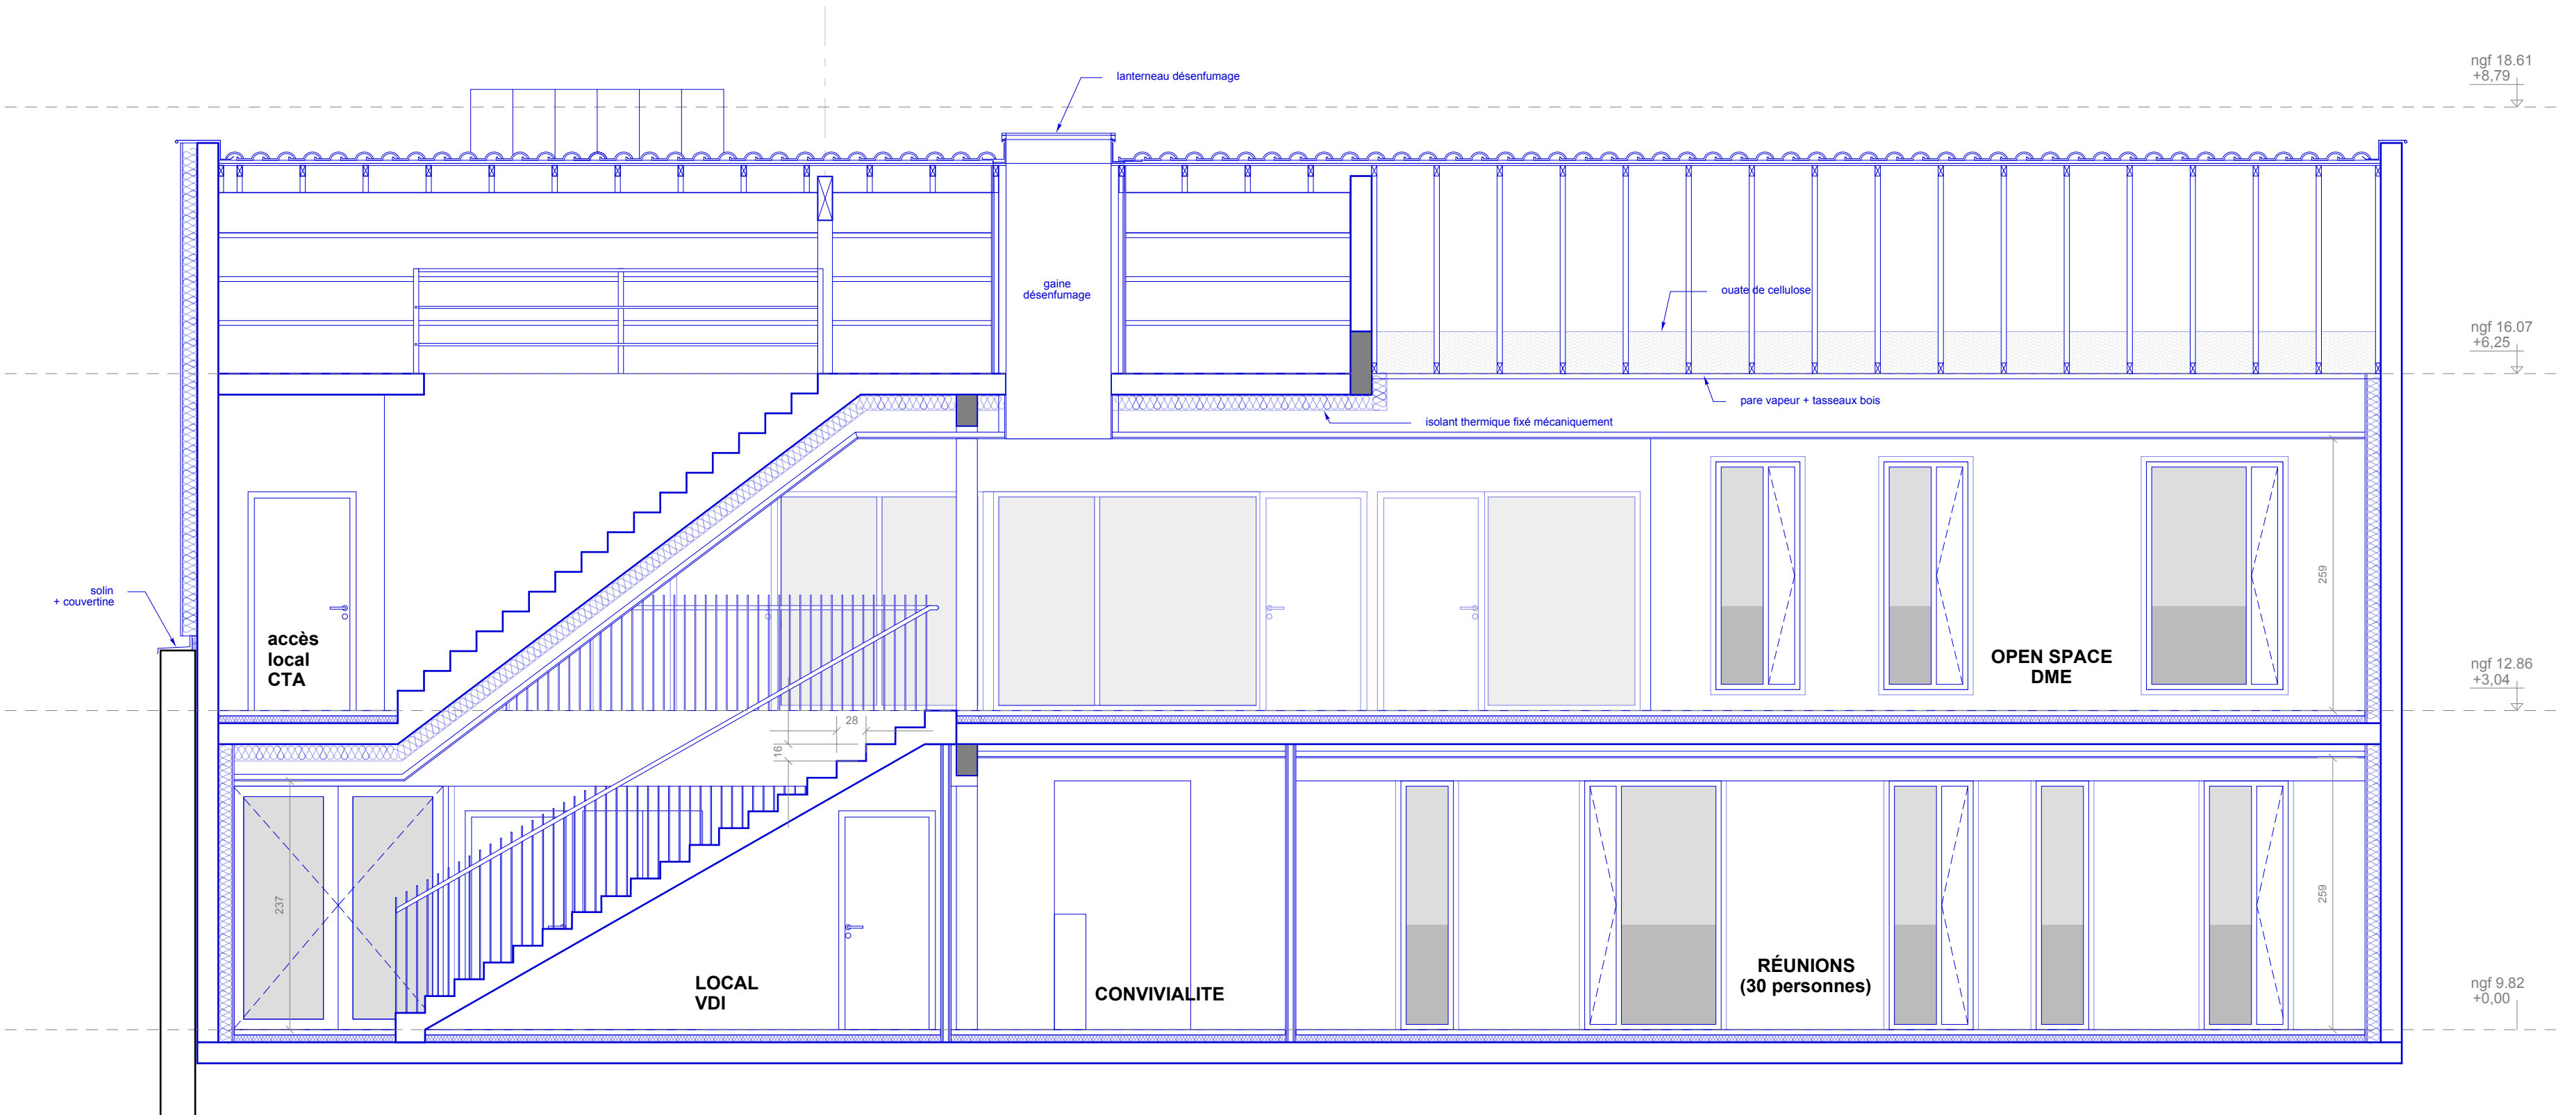 ngf 18.61
+8,79
lanterneau désenfumage
gaine
désenfumage
ouate de cellulose
ngf 16.07
+6,25
pare vapeur + tasseaux bois
isolant thermique fixé mécaniquement
solin
+ couvertine
accès
local
CTA
259
OPEN SPACE
DME
ngf 12.86
+3,04
28
16
237
259
LOCAL
VDI
CONVIVIALITE
RÉUNIONS
(30 personnes)
ngf 9.82
+0,00